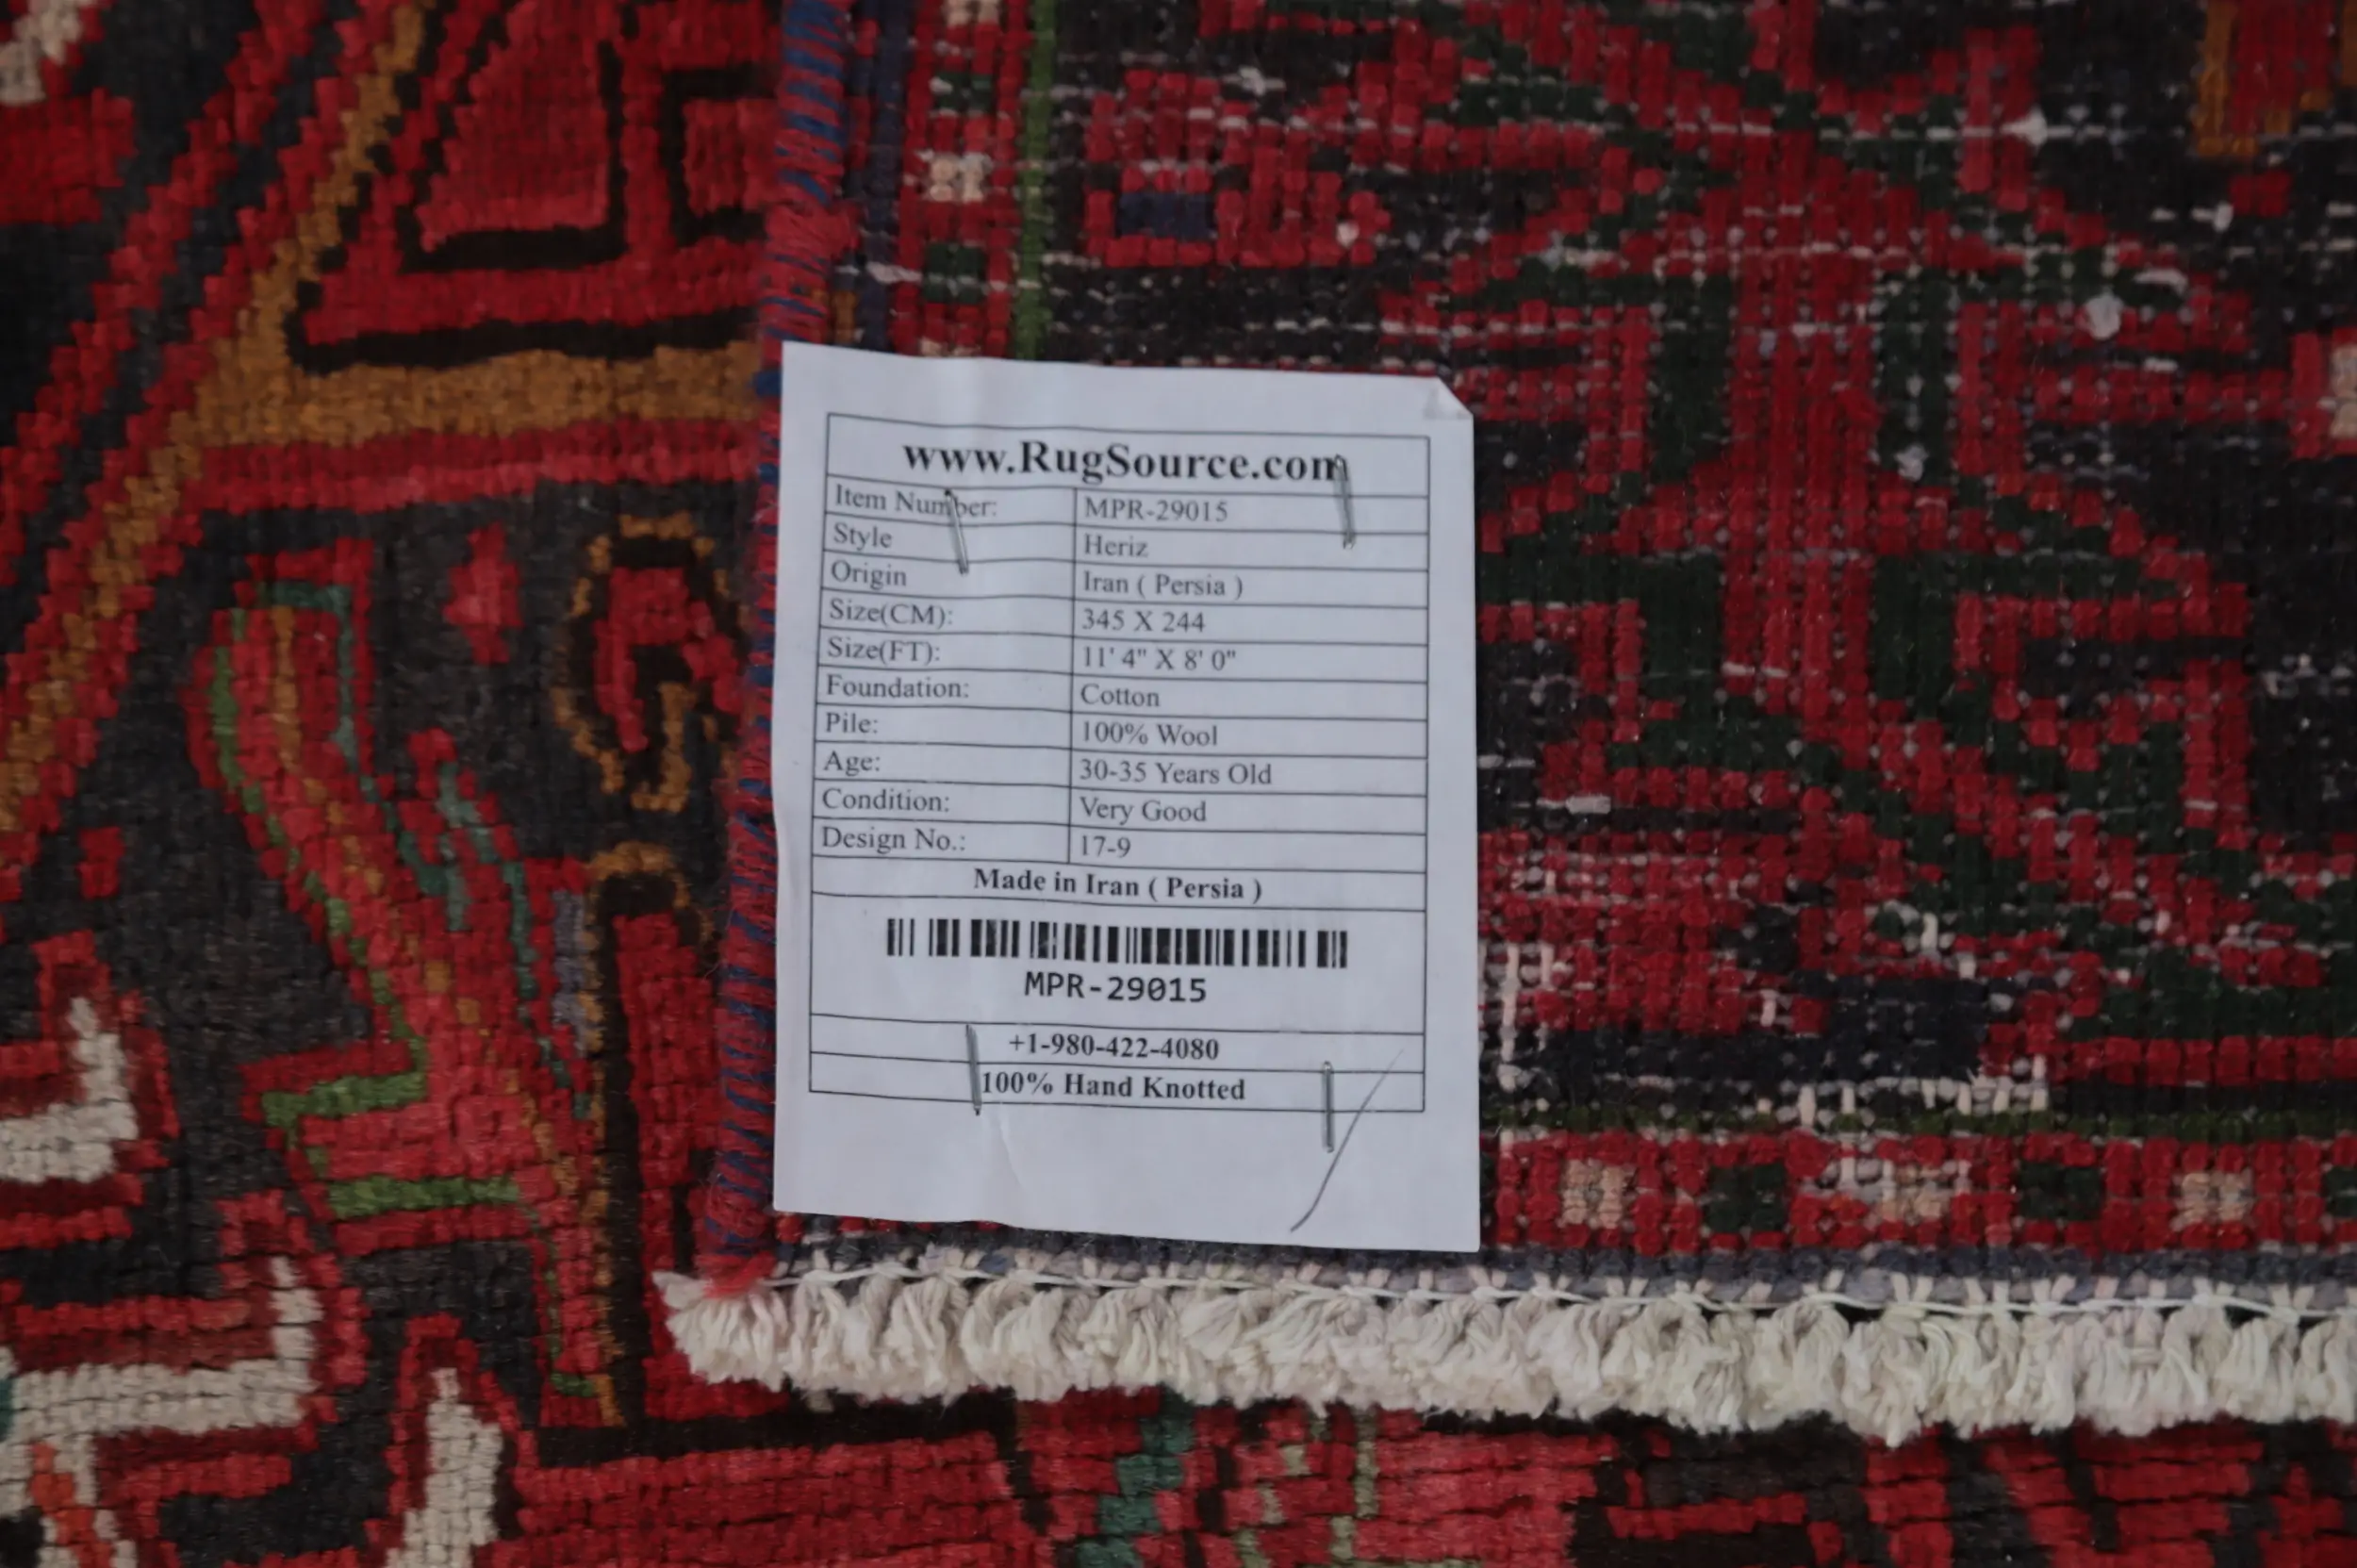 www.RugSource.com
Item Number: MPR-29015
Style Heriz
Origin Iran ( Persia )
Size(CM): 345 X 244
Size(FT): 11' 4" X 8' 0"
Foundation: Cotton
Pile: 100% Wool
Age: 30-35 Years Old
Condition: Very Good
Design No.: 17-9
Made in Iran ( Persia )
MPR-29015
+1-980-422-4080
100% Hand Knotted